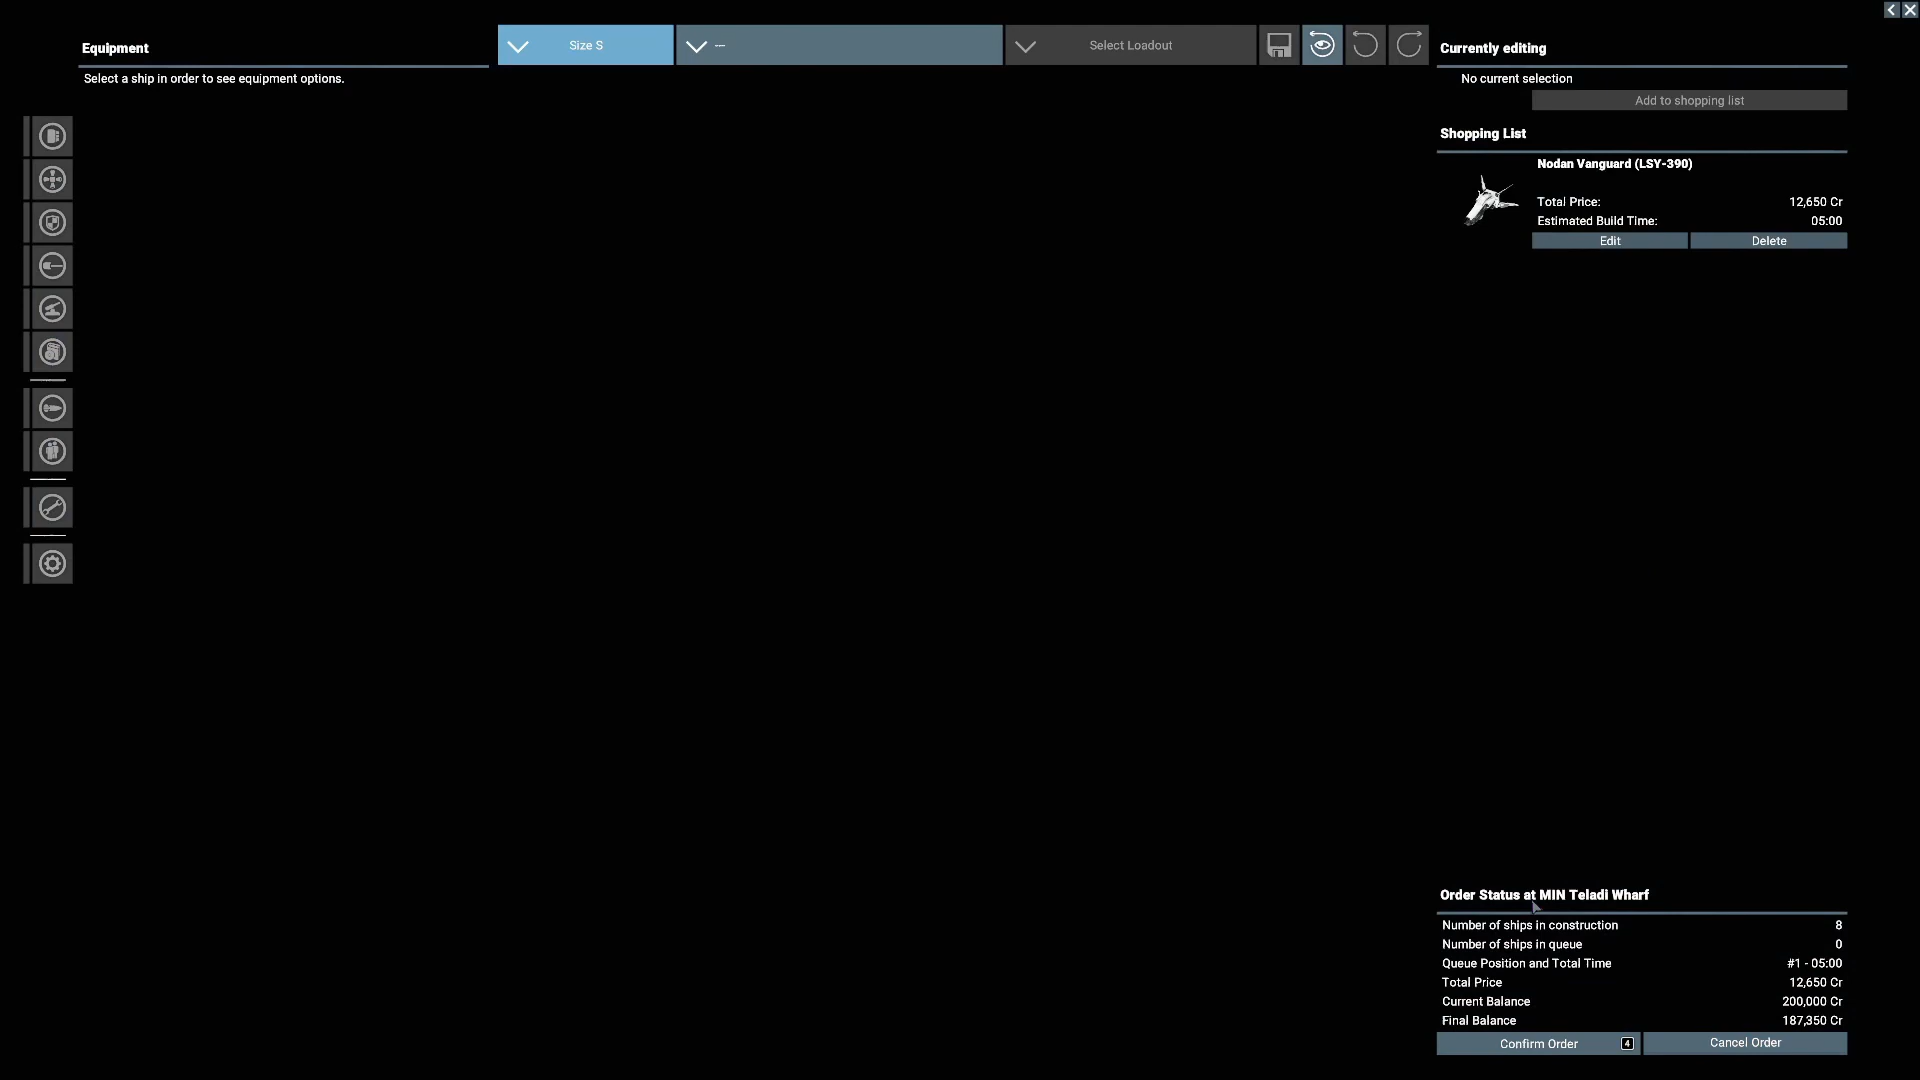 Equipment
Select a ship in order to see equipment options.
Size S
---
Select Loadout
Currently editing
No current selection
Add to shopping list
Shopping List
Nodan Vanguard (LSY-390)
Total Price: 12,650 Cr
Estimated Build Time: 05:00
Edit
Delete
Order Status at MIN Teladi Wharf
Number of ships in construction 8
Number of ships in queue 0
Queue Position and Total Time #1 - 05:00
Total Price 12,650 Cr
Current Balance 200,000 Cr
Final Balance 187,350 Cr
Confirm Order 4
Cancel Order